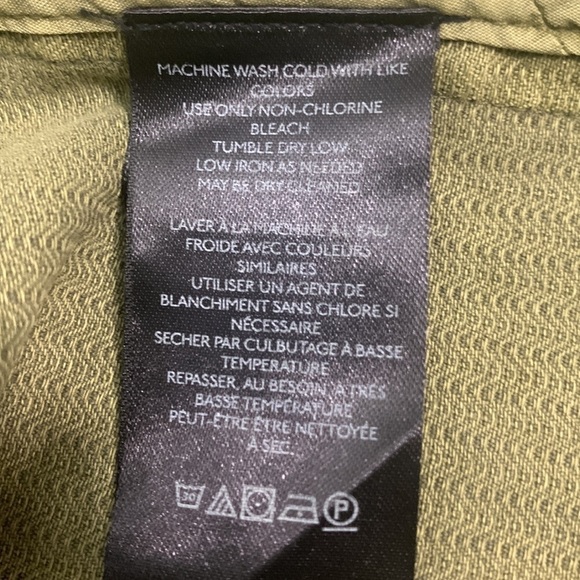 MACHINE WASH COLD WITH LIKE
COLORS
USE ONLY NON-CHLORINE
BLEACH
TUMBLE DRY LOW
LOW IRON AS NEEDED
MAY BE DRY CLEANED
LAVER À LA MACHINE À L'EAU
FROIDE AVEC COULEURS
SIMILAIRES
UTILISER UN AGENT DE
BLANCHIMENT SANS CHLORE SI
NÉCESSAIRE
SECHER PAR CULBUTAGE À BASSE
TEMPERATURE
REPASSER, AU BESOIN, À TRÈS
BASSE TEMPÉRATURE
PEUT-ÊTRE ÊTRE NETTOYÉE
À SEC.
30 P